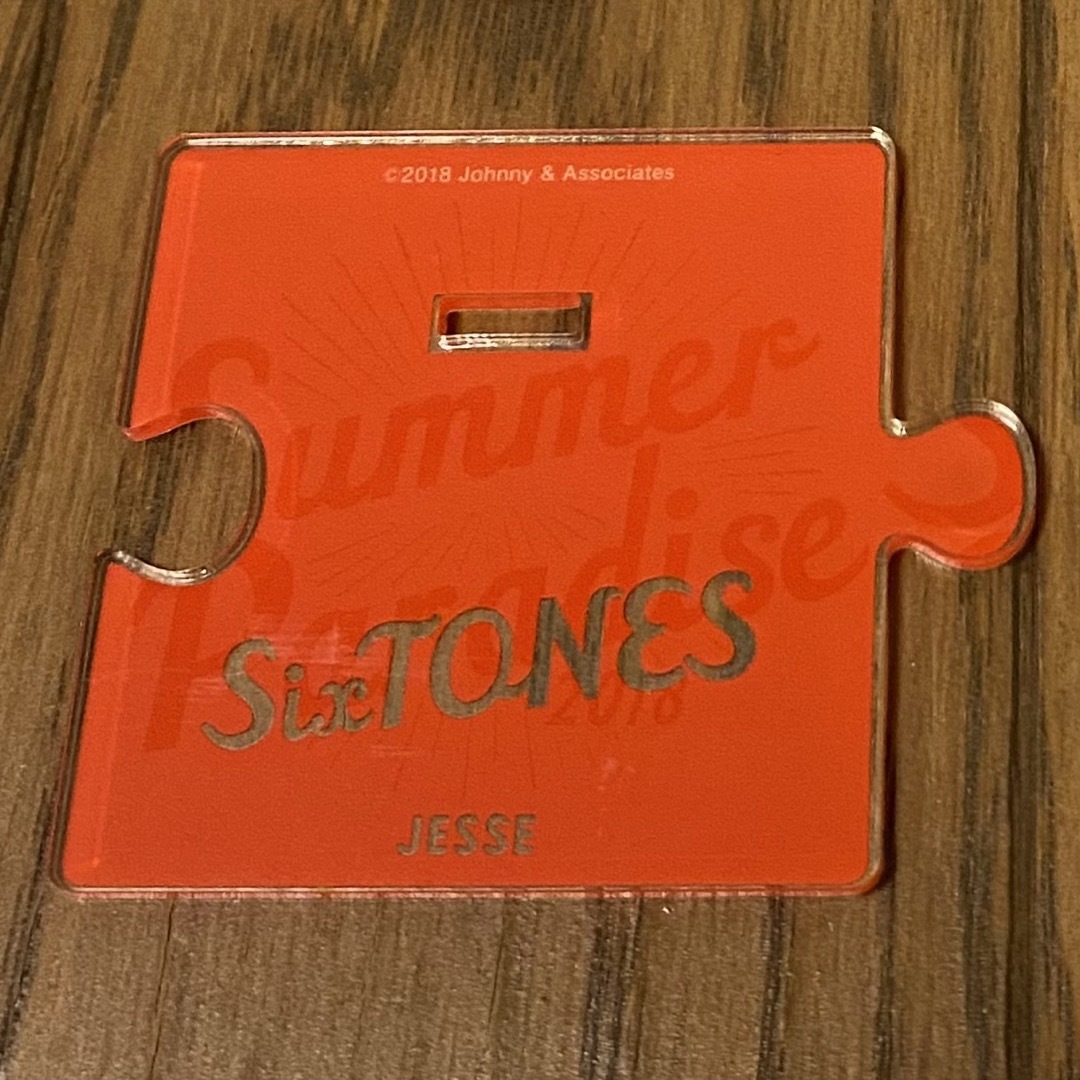 ©2018 Johnny & Associates
Summer
Paradise
2018
SixTONES
JESSE